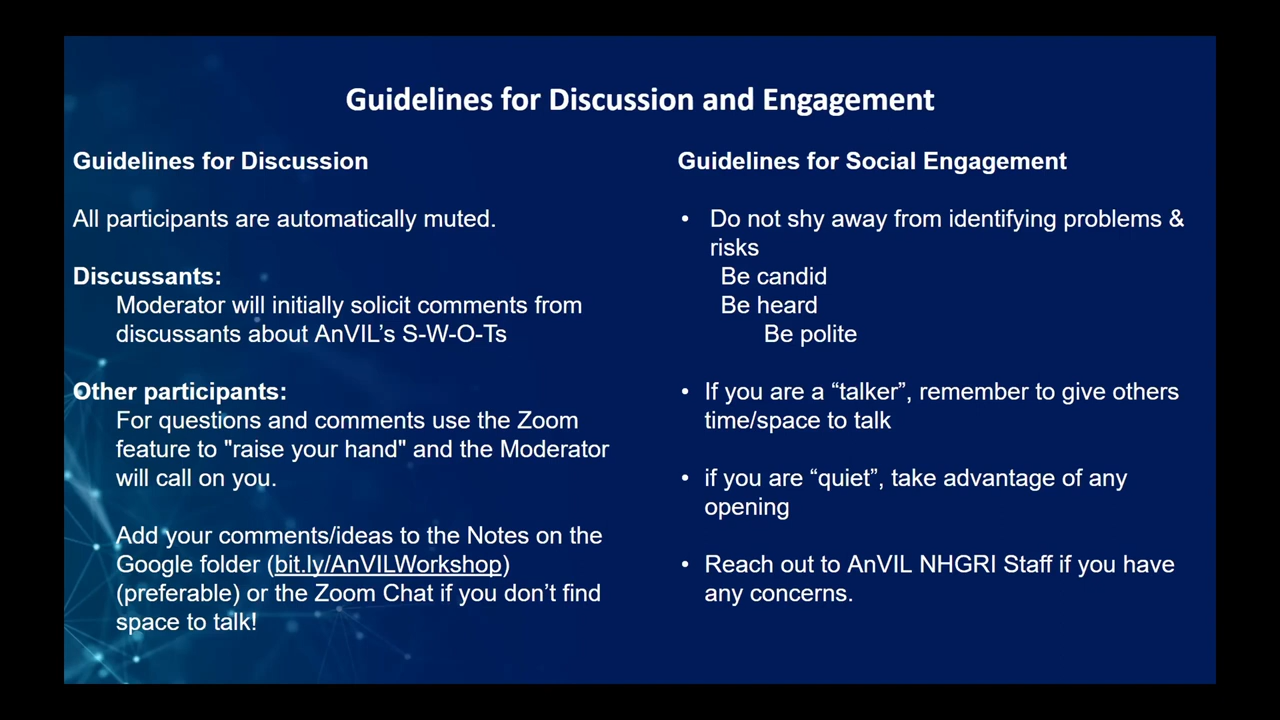 Guidelines for Discussion and Engagement
Guidelines for Discussion
All participants are automatically muted.
Discussants:
Moderator will initially solicit comments from
discussants about AnVIL’s S-W-O-Ts
Other participants:
For questions and comments use the Zoom
feature to "raise your hand" and the Moderator
will call on you.
Add your comments/ideas to the Notes on the
Google folder (bit.ly/AnVILWorkshop)
(preferable) or the Zoom Chat if you don’t find
space to talk!
Guidelines for Social Engagement
• Do not shy away from identifying problems &
risks
Be candid
Be heard
Be polite
• If you are a “talker”, remember to give others
time/space to talk
• if you are “quiet”, take advantage of any
opening
• Reach out to AnVIL NHGRI Staff if you have
any concerns.